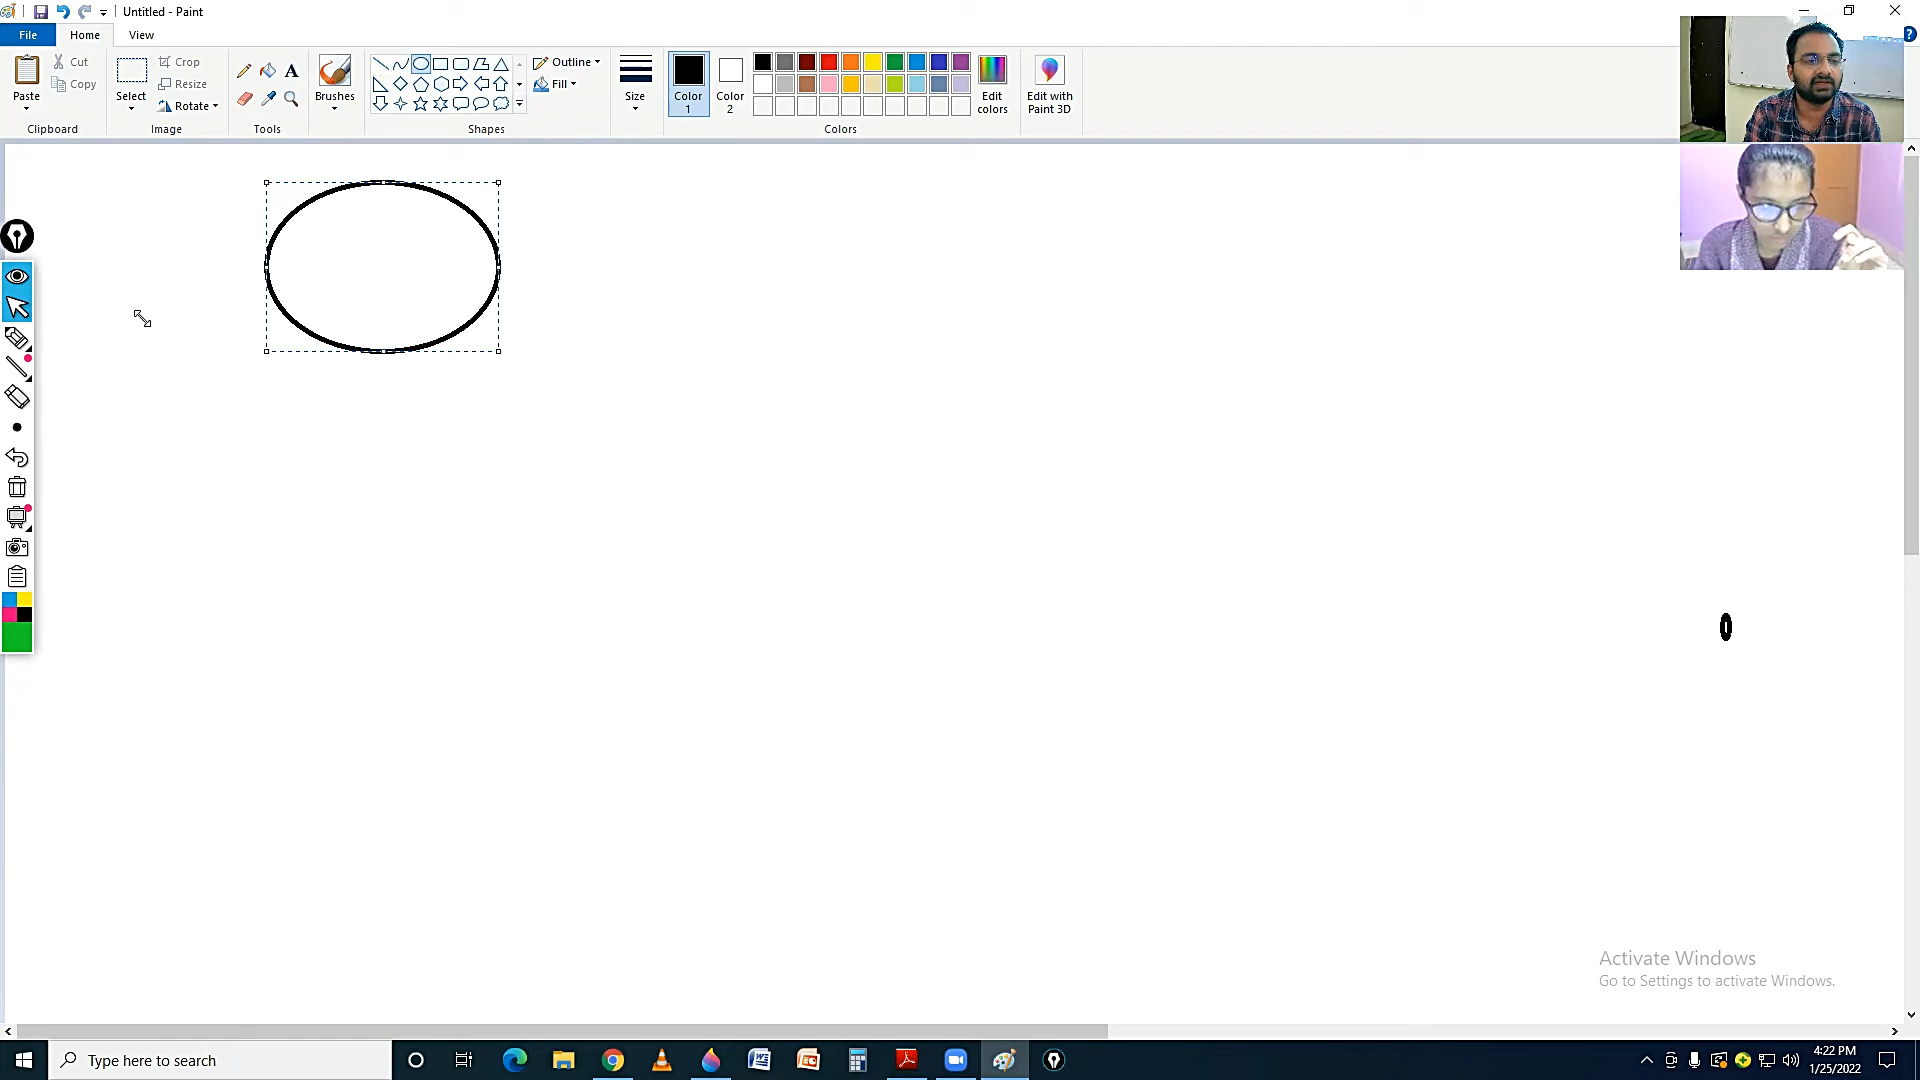 Untitled - Paint
File Home View
Cut
Copy
Paste
Clipboard
Crop
Resize
Rotate
Select
Image
A
Tools
Brushes
Outline
Fill
Shapes
Size
Color
1
Color
2
Colors
Edit
colors
Edit with
Paint 3D
?
Activate Windows
Go to Settings to activate Windows.
Type here to search
4:22 PM
1/25/2022